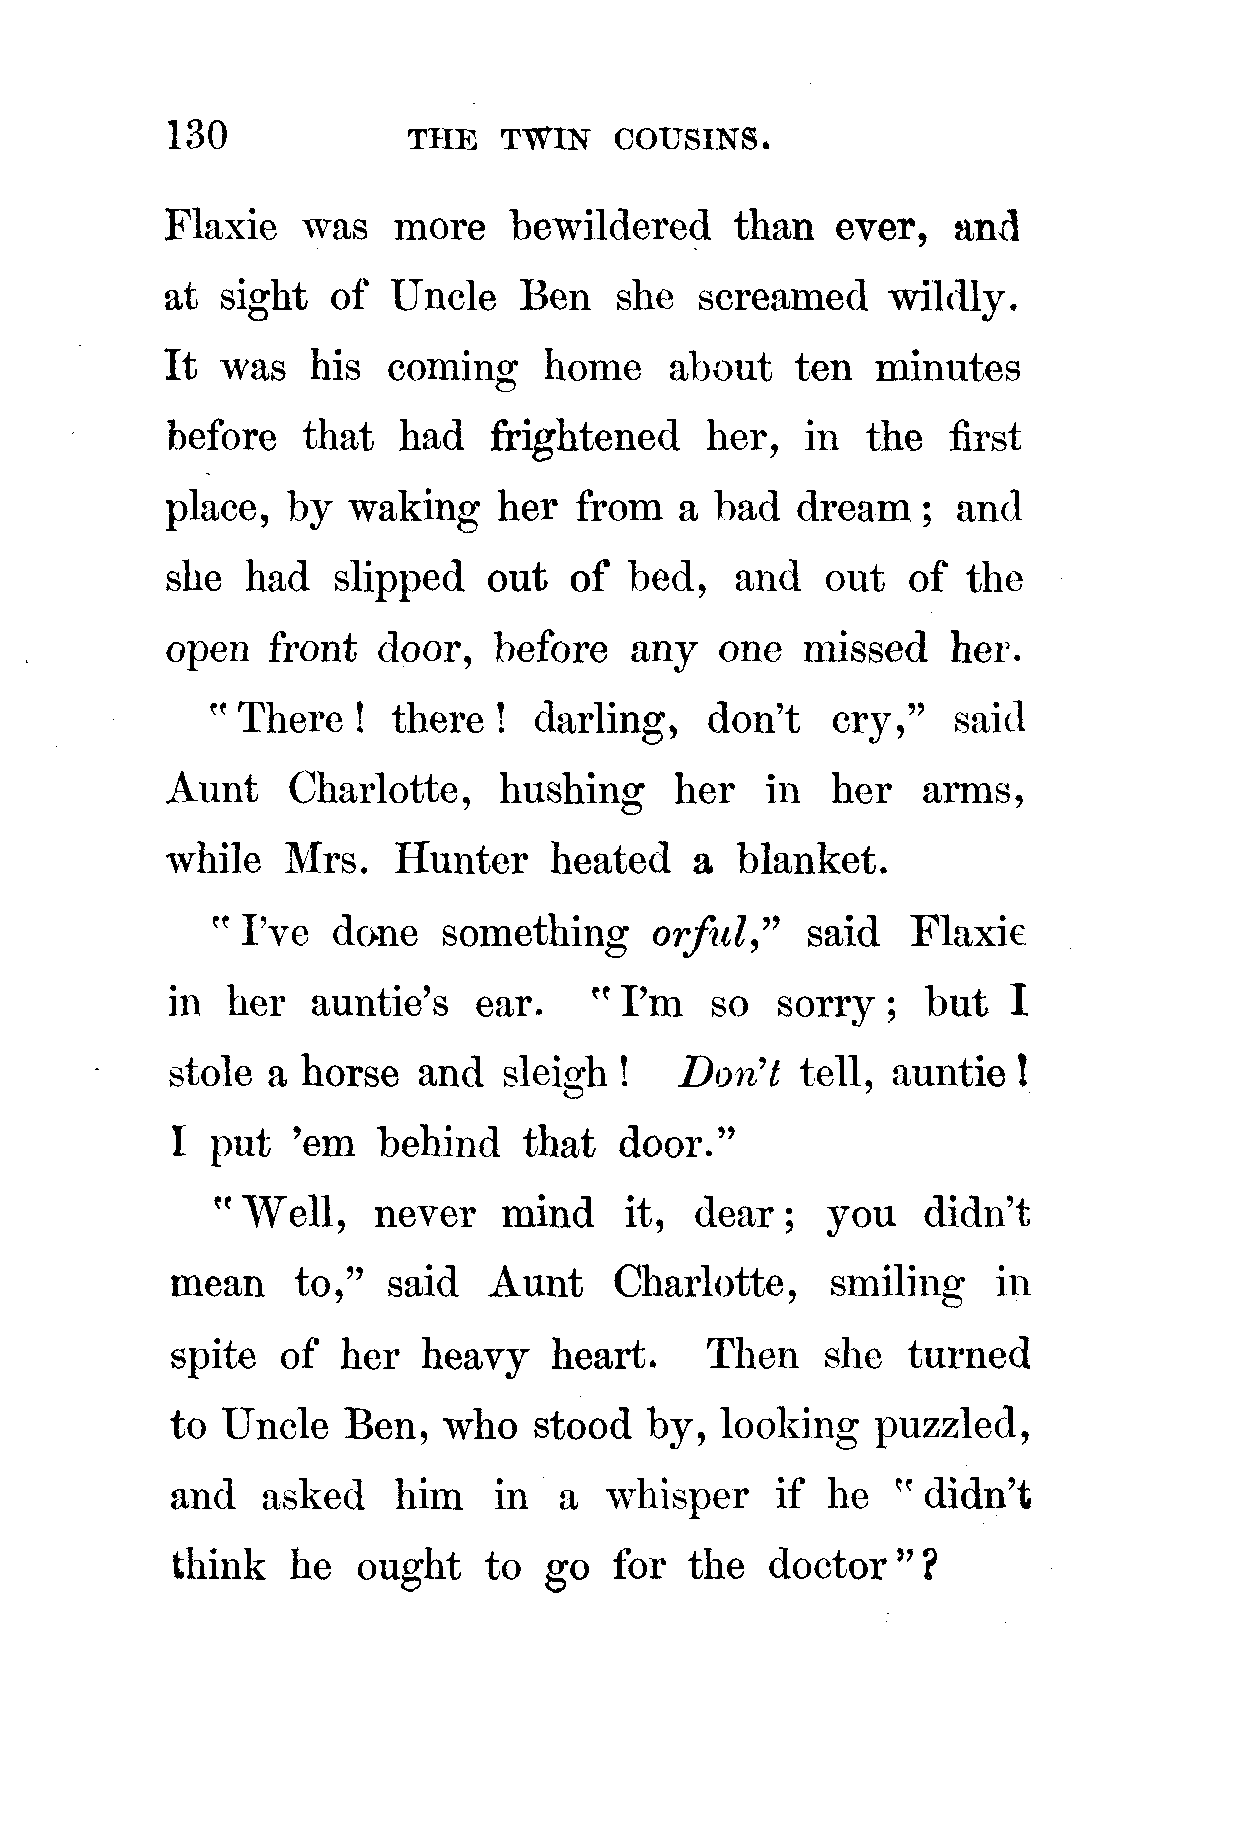 130 THE TWIN COUSINS.
Flaxie was more bewildered than ever, and
at sight of Uncle Ben she screamed wildly.
It was his coming home about ten minutes
before that had frightened her, in the first
place, by waking her from a bad dream; and
she had slipped out of bed, and out of the
open front door, before any one missed her.
"There! there! darling, don't cry," said
Aunt Charlotte, hushing her in her arms,
while Mrs. Hunter heated a blanket.
"I've done something orful," said Flaxie
in her auntie's ear. "I'm so sorry; but I
stole a horse and sleigh! Don't tell, auntie!
I put 'em behind that door."
"Well, never mind it, dear; you didn't
mean to," said Aunt Charlotte, smiling in
spite of her heavy heart. Then she turned
to Uncle Ben, who stood by, looking puzzled,
and asked him in a whisper if he "didn't
think he ought to go for the doctor"?